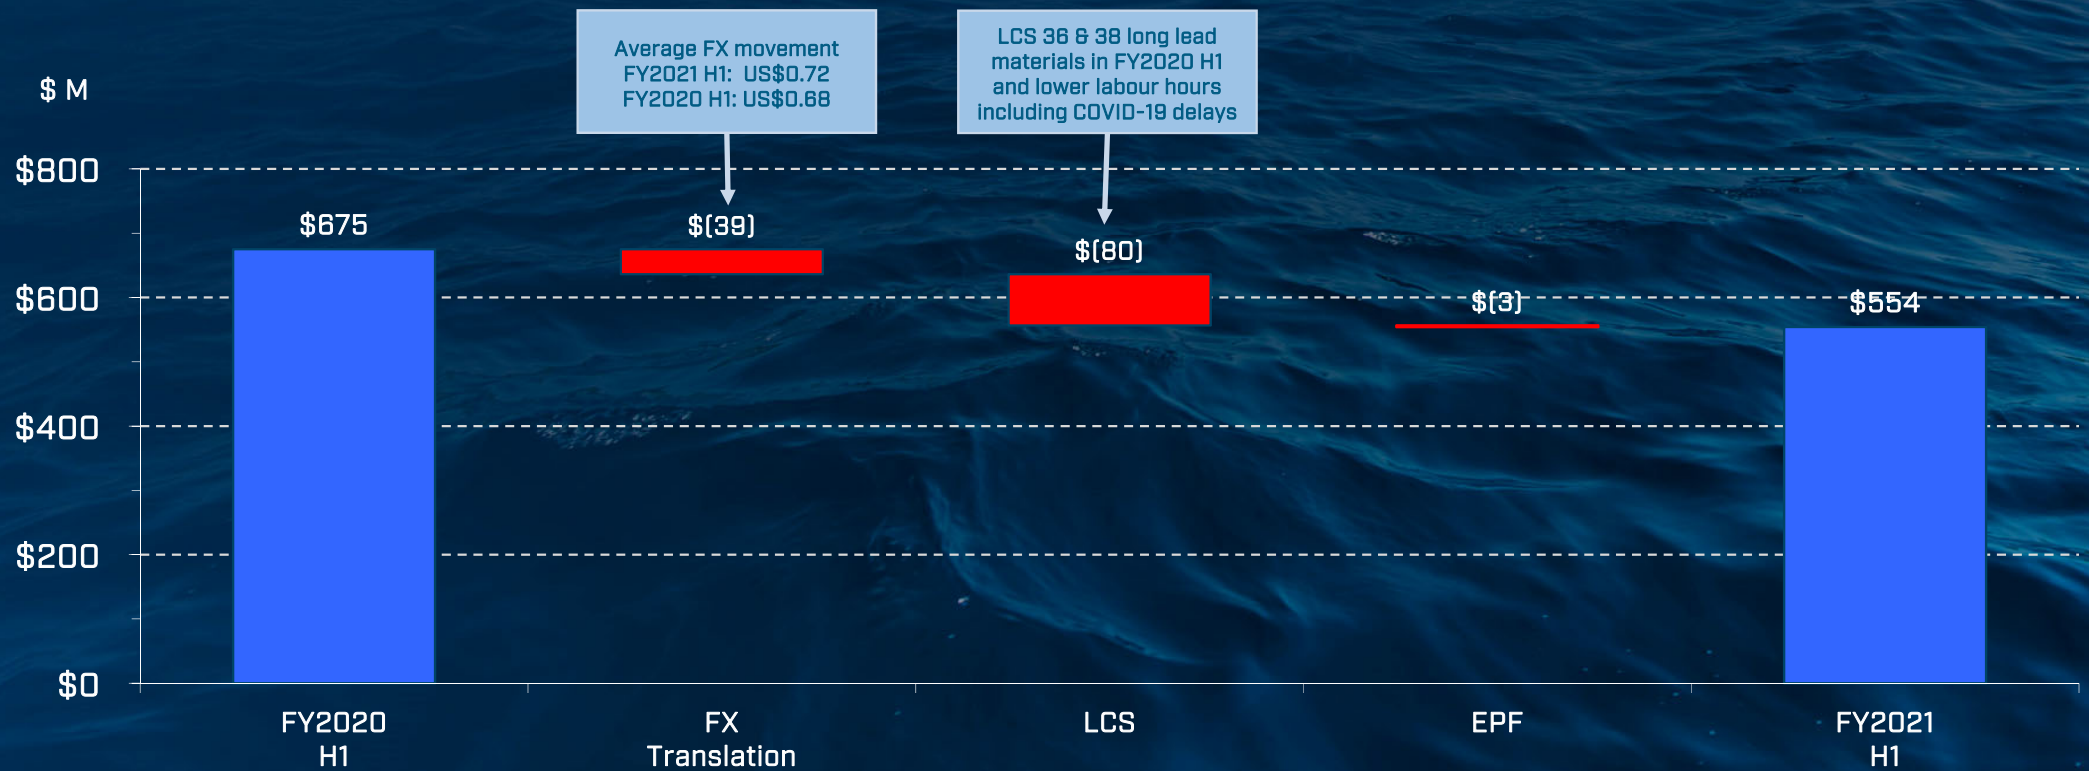 Average FX movement
FY2021 H1:  US$0.72
FY2020 H1: US$0.68
LCS 36 & 38 long lead
materials in FY2020 H1
and lower labour hours
including COVID-19 delays
$ M
$800
$600
$400
$200
$0
$675
$(39)
$(80)
$(3)
$554
FY2020
H1
FX
Translation
LCS
EPF
FY2021
H1